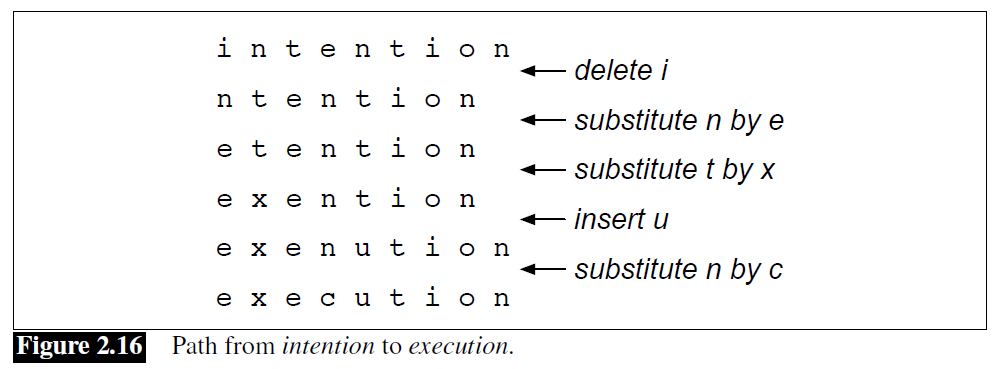 i n t e n t i o n
delete i
n t e n t i o n
substitute n by e
e t e n t i o n
substitute t by x
e x e n t i o n
insert u
e x e n u t i o n
substitute n by c
e x e c u t i o n
Figure 2.16 Path from intention to execution.